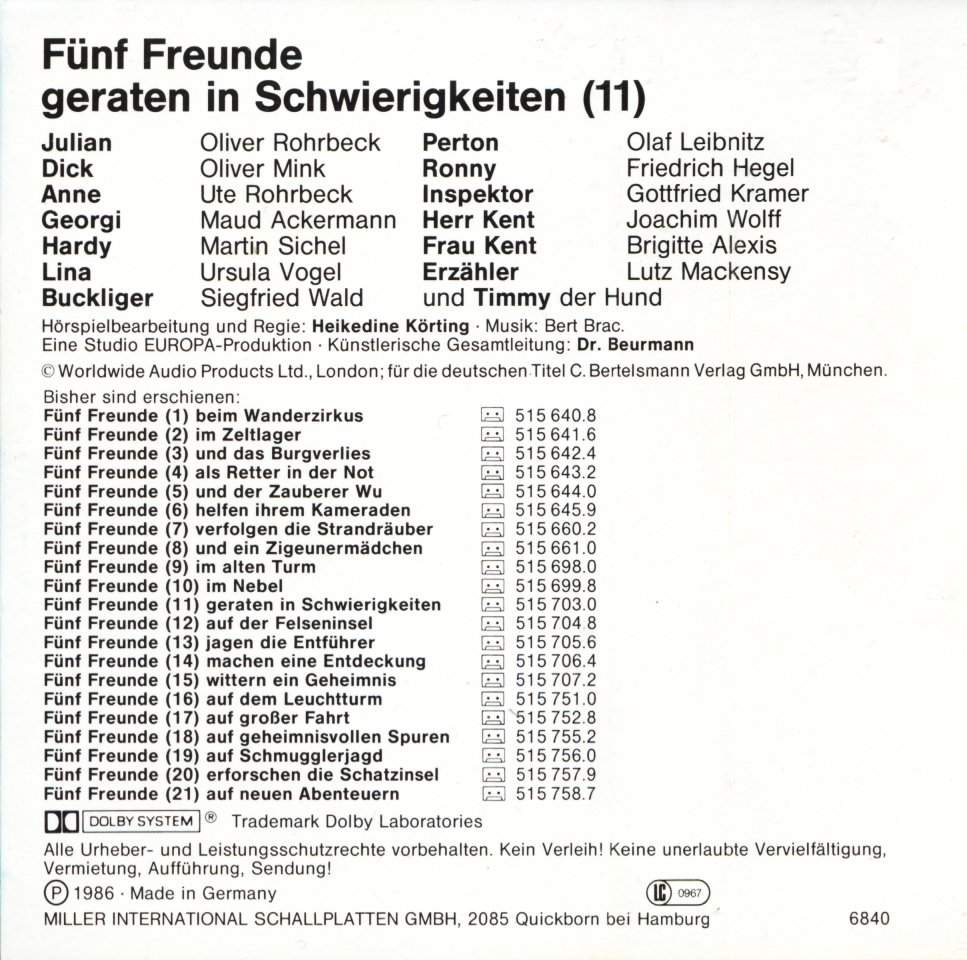 Fünf Freunde
geraten in Schwierigkeiten (11)
Julian Oliver Rohrbeck Perton Olaf Leibnitz
Dick Oliver Mink Ronny Friedrich Hegel
Anne Ute Rohrbeck Inspektor Gottfried Kramer
Georgi Maud Ackermann Herr Kent Joachim Wolff
Hardy Martin Sichel Frau Kent Brigitte Alexis
Lina Ursula Vogel Erzähler Lutz Mackensy
Buckliger Siegfried Wald und Timmy der Hund
Hörspielbearbeitung und Regie: Heikedine Körting · Musik: Bert Brac.
Eine Studio EUROPA-Produktion · Künstlerische Gesamtleitung: Dr. Beurmann
© Worldwide Audio Products Ltd., London; für die deutschen Titel C. Bertelsmann Verlag GmbH, München.
Bisher sind erschienen:
Fünf Freunde (1) beim Wanderzirkus 515 640.8
Fünf Freunde (2) im Zeltlager 515 641.6
Fünf Freunde (3) und das Burgverlies 515 642.4
Fünf Freunde (4) als Retter in der Not 515 643.2
Fünf Freunde (5) und der Zauberer Wu 515 644.0
Fünf Freunde (6) helfen ihrem Kameraden 515 645.9
Fünf Freunde (7) verfolgen die Strandräuber 515 660.2
Fünf Freunde (8) und ein Zigeunermädchen 515 661.0
Fünf Freunde (9) im alten Turm 515 698.0
Fünf Freunde (10) im Nebel 515 699.8
Fünf Freunde (11) geraten in Schwierigkeiten 515 703.0
Fünf Freunde (12) auf der Felseninsel 515 704.8
Fünf Freunde (13) jagen die Entführer 515 705.6
Fünf Freunde (14) machen eine Entdeckung 515 706.4
Fünf Freunde (15) wittern ein Geheimnis 515 707.2
Fünf Freunde (16) auf dem Leuchtturm 515 751.0
Fünf Freunde (17) auf großer Fahrt 515 752.8
Fünf Freunde (18) auf geheimnisvollen Spuren 515 755.2
Fünf Freunde (19) auf Schmugglerjagd 515 756.0
Fünf Freunde (20) erforschen die Schatzinsel 515 757.9
Fünf Freunde (21) auf neuen Abenteuern 515 758.7
DOLBY SYSTEM ® Trademark Dolby Laboratories
Alle Urheber- und Leistungsschutzrechte vorbehalten. Kein Verleih! Keine unerlaubte Vervielfältigung,
Vermietung, Aufführung, Sendung!
Ⓟ 1986 · Made in Germany LC 0967
MILLER INTERNATIONAL SCHALLPLATTEN GMBH, 2085 Quickborn bei Hamburg 6840